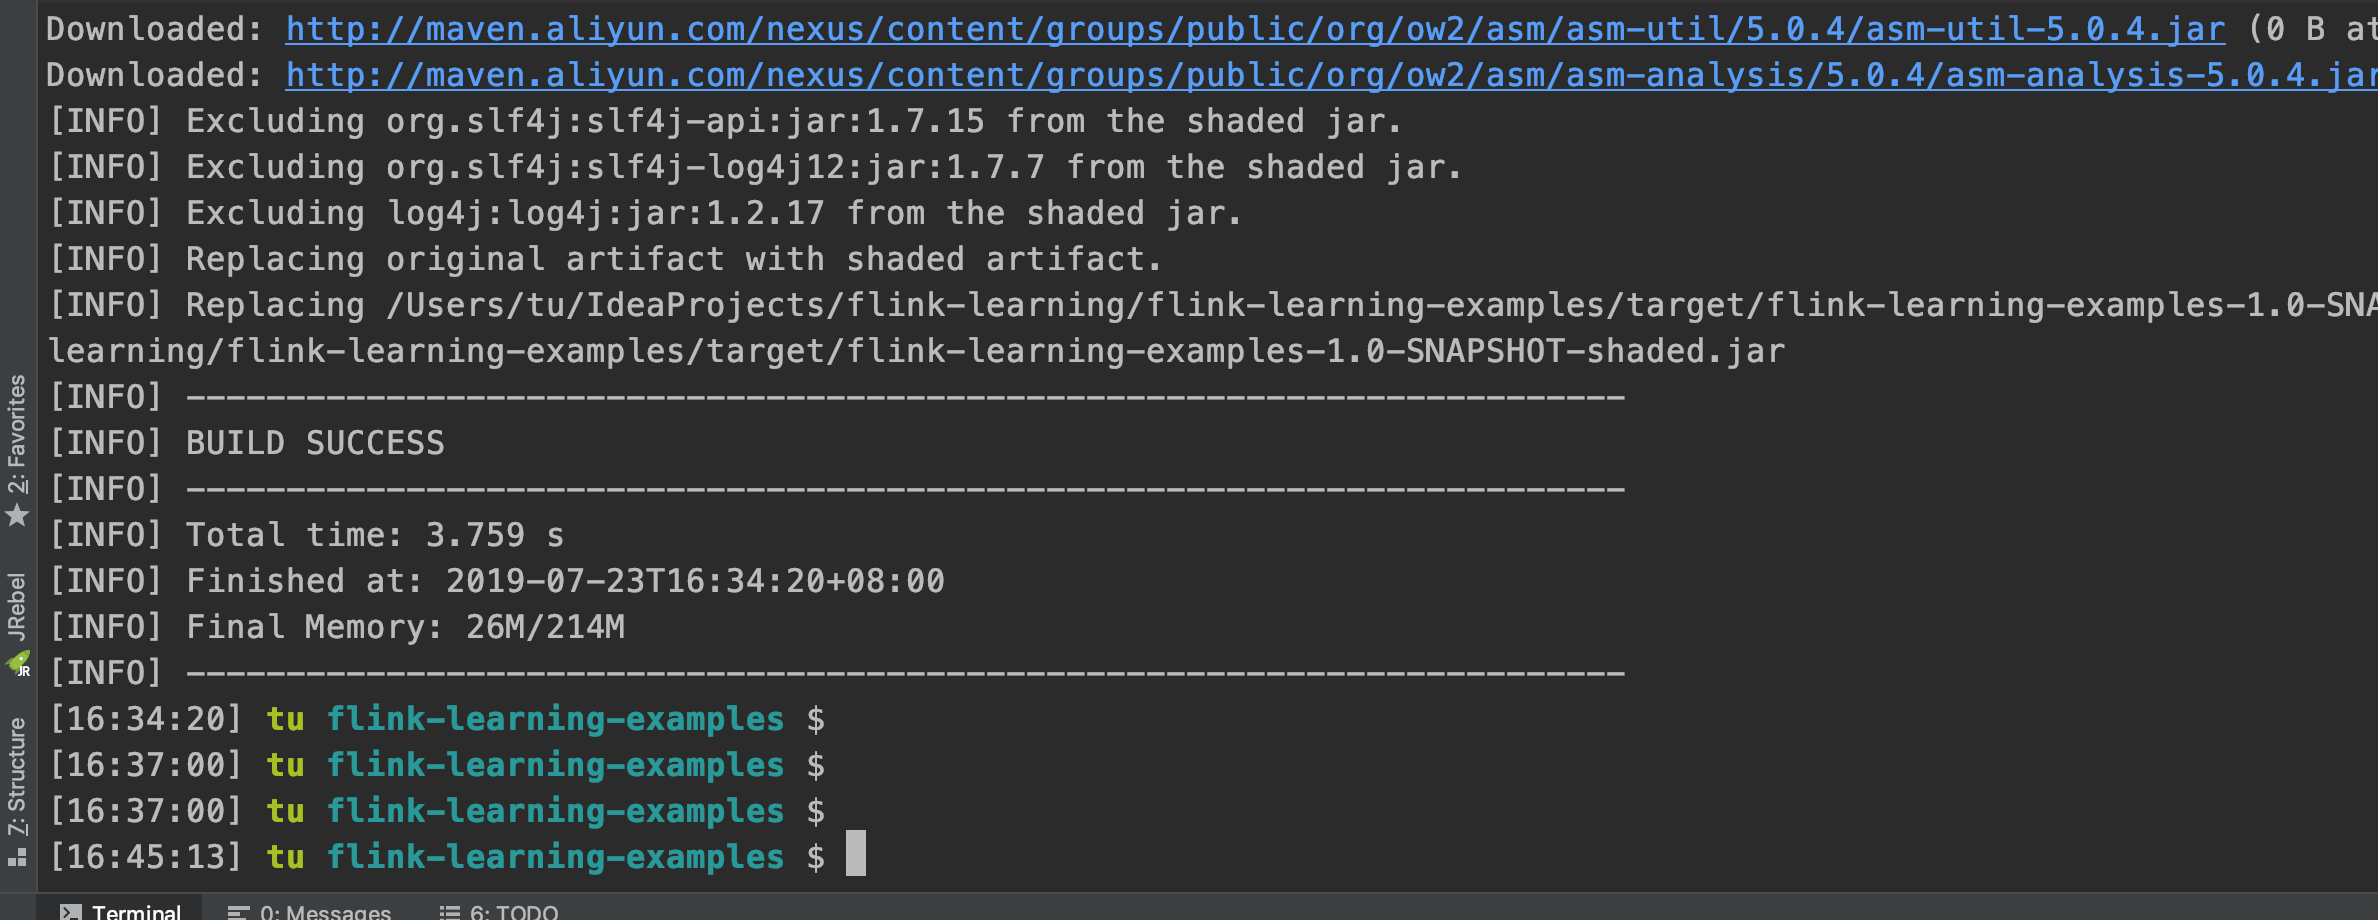 Downloaded: http://maven.aliyun.com/nexus/content/groups/public/org/ow2/asm/asm-util/5.0.4/asm-util-5.0.4.jar (0 B at
Downloaded: http://maven.aliyun.com/nexus/content/groups/public/org/ow2/asm/asm-analysis/5.0.4/asm-analysis-5.0.4.jar
[INFO] Excluding org.slf4j:slf4j-api:jar:1.7.15 from the shaded jar.
[INFO] Excluding org.slf4j:slf4j-log4j12:jar:1.7.7 from the shaded jar.
[INFO] Excluding log4j:log4j:jar:1.2.17 from the shaded jar.
[INFO] Replacing original artifact with shaded artifact.
[INFO] Replacing /Users/tu/IdeaProjects/flink-learning/flink-learning-examples/target/flink-learning-examples-1.0-SNA
learning/flink-learning-examples/target/flink-learning-examples-1.0-SNAPSHOT-shaded.jar
[INFO] ------------------------------------------------------------------------
[INFO] BUILD SUCCESS
[INFO] ------------------------------------------------------------------------
[INFO] Total time: 3.759 s
[INFO] Finished at: 2019-07-23T16:34:20+08:00
[INFO] Final Memory: 26M/214M
[INFO] ------------------------------------------------------------------------
[16:34:20] tu flink-learning-examples $
[16:37:00] tu flink-learning-examples $
[16:37:00] tu flink-learning-examples $
[16:45:13] tu flink-learning-examples $
2: Favorites
JRebel
JR
7: Structure
Terminal
0: Messages
6: TODO